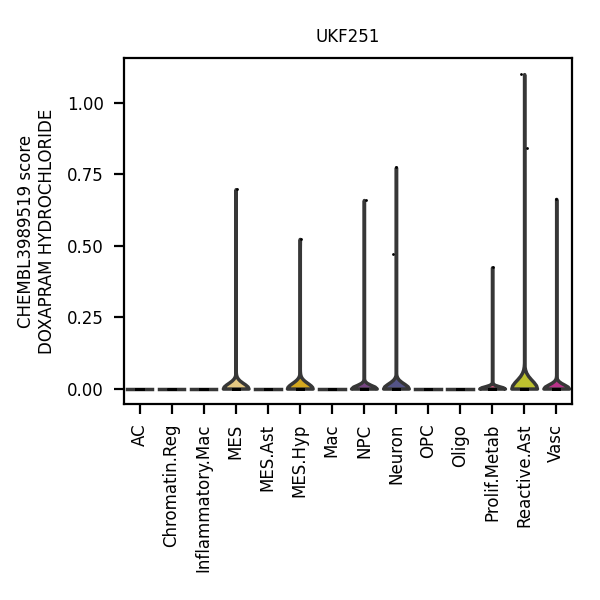 UKF251
CHEMBL3989519 score
DOXAPRAM HYDROCHLORIDE
1.00
0.75
0.50
0.25
0.00
AC
Chromatin.Reg
Inflammatory.Mac
MES
MES.Ast
MES.Hyp
Mac
NPC
Neuron
OPC
Oligo
Prolif.Metab
Reactive.Ast
Vasc